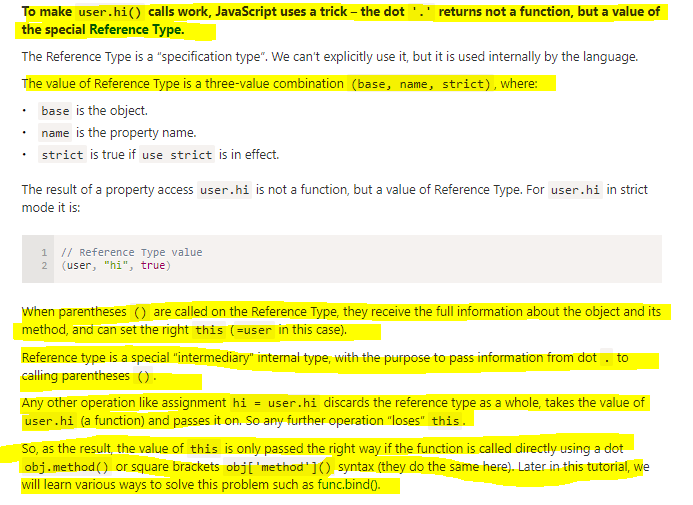 To make user.hi() calls work, JavaScript uses a trick – the dot '.' returns not a function, but a value of
the special Reference Type.
The Reference Type is a “specification type”. We can’t explicitly use it, but it is used internally by the language.
The value of Reference Type is a three-value combination (base, name, strict), where:
• base is the object.
• name is the property name.
• strict is true if use strict is in effect.
The result of a property access user.hi is not a function, but a value of Reference Type. For user.hi in strict
mode it is:
1 // Reference Type value
2 (user, "hi", true)
When parentheses () are called on the Reference Type, they receive the full information about the object and its
method, and can set the right this (=user in this case).
Reference type is a special “intermediary” internal type, with the purpose to pass information from dot . to
calling parentheses ().
Any other operation like assignment hi = user.hi discards the reference type as a whole, takes the value of
user.hi (a function) and passes it on. So any further operation “loses” this.
So, as the result, the value of this is only passed the right way if the function is called directly using a dot
obj.method() or square brackets obj['method']() syntax (they do the same here). Later in this tutorial, we
will learn various ways to solve this problem such as func.bind().